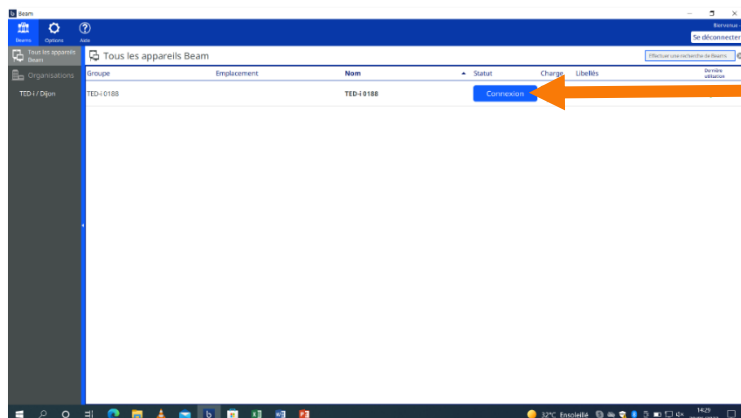 Beam
Beams Options Aide
Bienvenue -
Se déconnecter
Tous les appareils Beam
Organisations
TED-i / Dijon
Tous les appareils Beam
Effectuer une recherche de Beams
Groupe Emplacement Nom Statut Charge Libellés Dernière utilisation
TED-i 0188 TED-i 0188 Connexion
32°C Ensoleillé 14:29